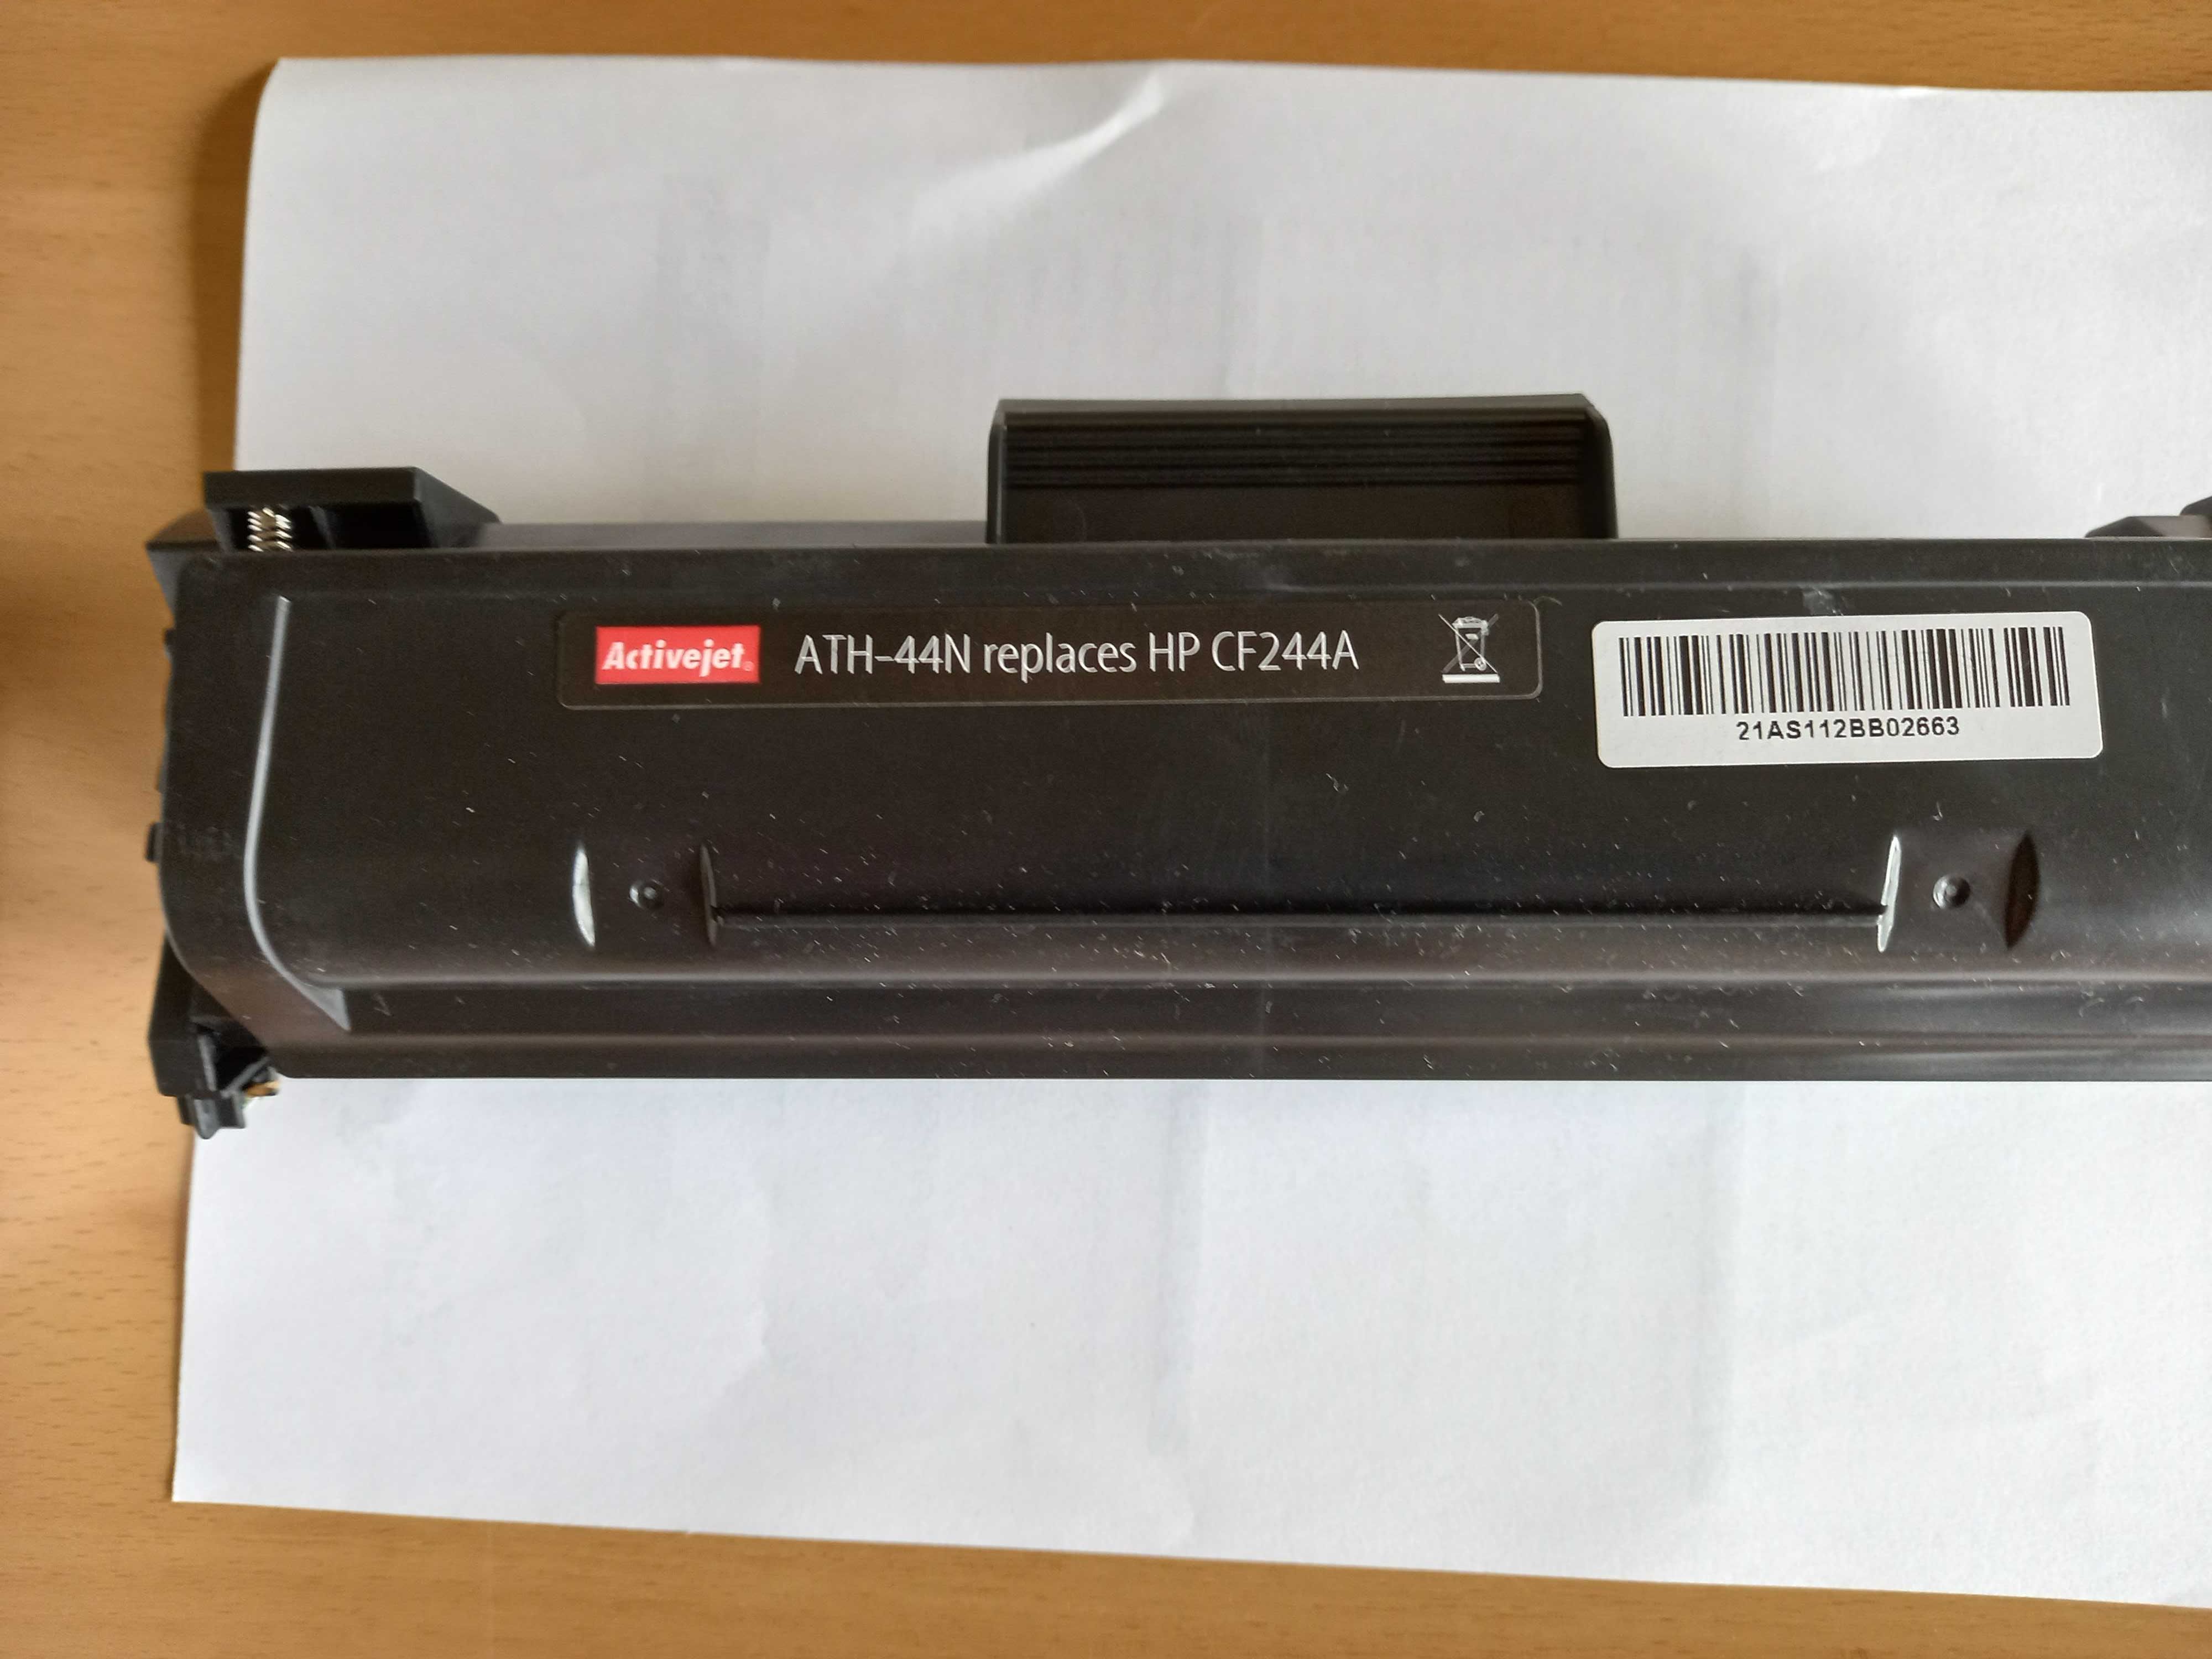 Activejet® ATH-44N replaces HP CF244A
21AS112BB02663